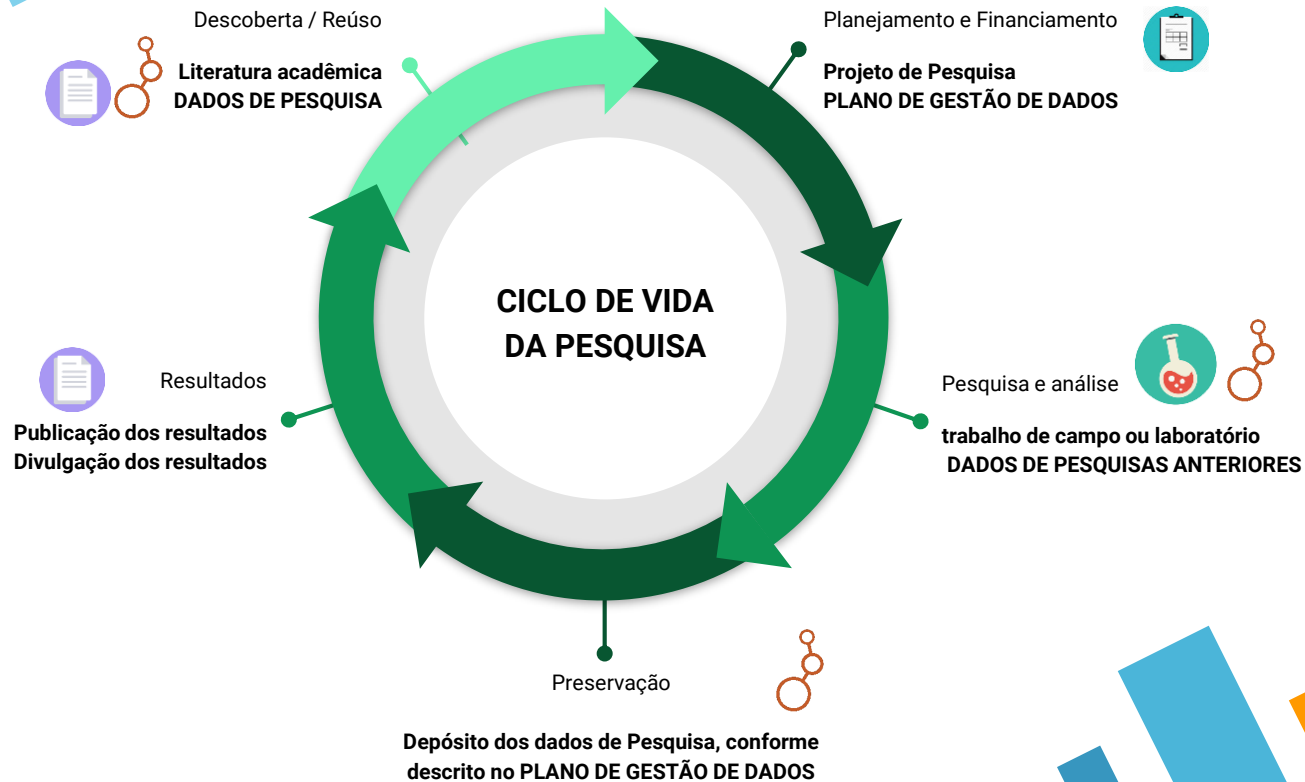 Descoberta / Reúso
Literatura acadêmica
DADOS DE PESQUISA
Planejamento e Financiamento
Projeto de Pesquisa
PLANO DE GESTÃO DE DADOS
CICLO DE VIDA
DA PESQUISA
Pesquisa e análise
trabalho de campo ou laboratório
DADOS DE PESQUISAS ANTERIORES
Resultados
Publicação dos resultados
Divulgação dos resultados
Preservação
Depósito dos dados de Pesquisa, conforme
descrito no PLANO DE GESTÃO DE DADOS